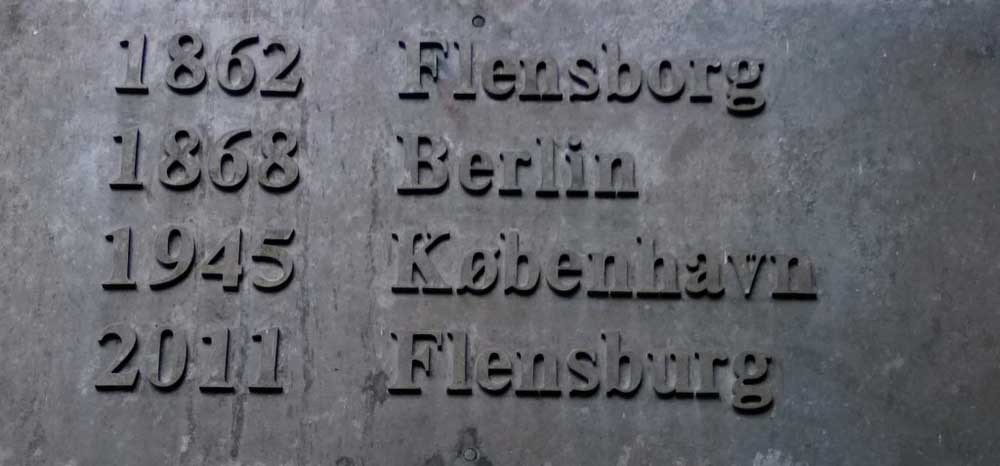 1862 Flensborg
1868 Berlin
1945 København
2011 Flensburg